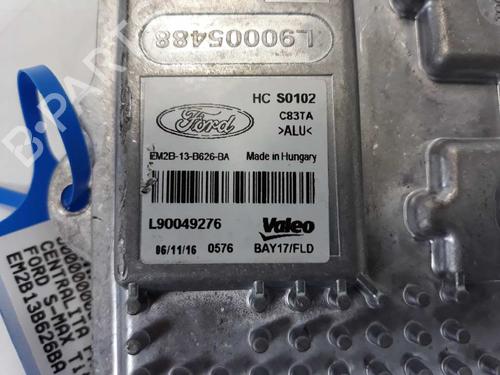 L90005488
HC S0102
Ford
C83TA
>ALU<
EM2B-13-B626-BA
Made in Hungary
L90049276
Valeo
06/11/16
0576
BAY17/FLD
B-PARTS
CENTRALITA
FORD S-MAX
EM2B13B626BA